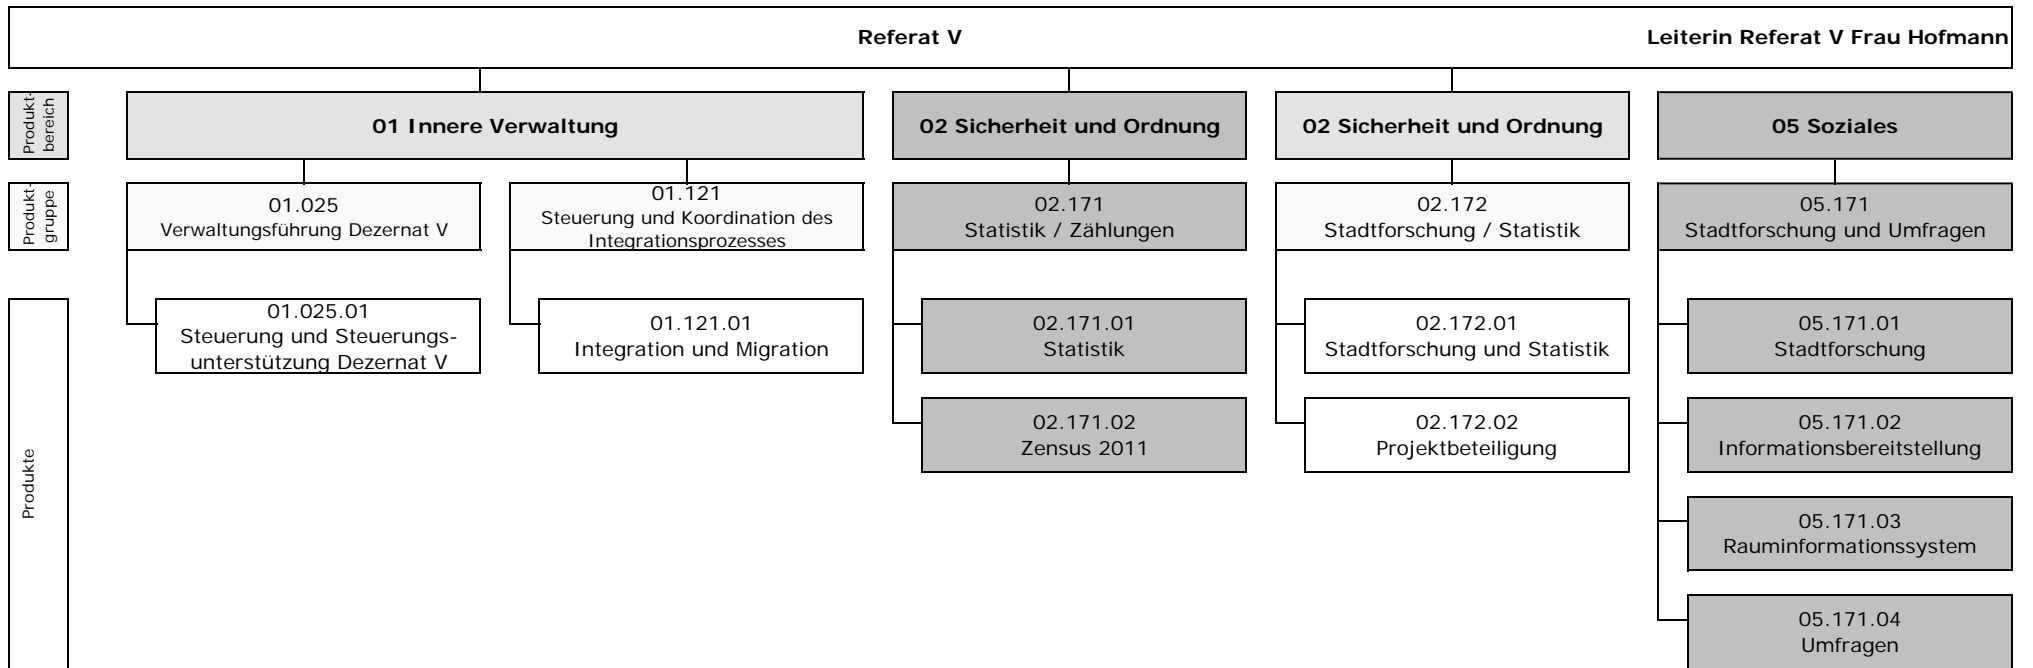 Referat V
Leiterin Referat V Frau Hofmann
Produkt-
bereich
01 Innere Verwaltung
02 Sicherheit und Ordnung
02 Sicherheit und Ordnung
05 Soziales
Produkt-
gruppe
01.025
Verwaltungsführung Dezernat V
01.121
Steuerung und Koordination des
Integrationsprozesses
02.171
Statistik / Zählungen
02.172
Stadtforschung / Statistik
05.171
Stadtforschung und Umfragen
Produkte
01.025.01
Steuerung und Steuerungs-
unterstützung Dezernat V
01.121.01
Integration und Migration
02.171.01
Statistik
02.172.01
Stadtforschung und Statistik
05.171.01
Stadtforschung
02.171.02
Zensus 2011
02.172.02
Projektbeteiligung
05.171.02
Informationsbereitstellung
05.171.03
Rauminformationssystem
05.171.04
Umfragen